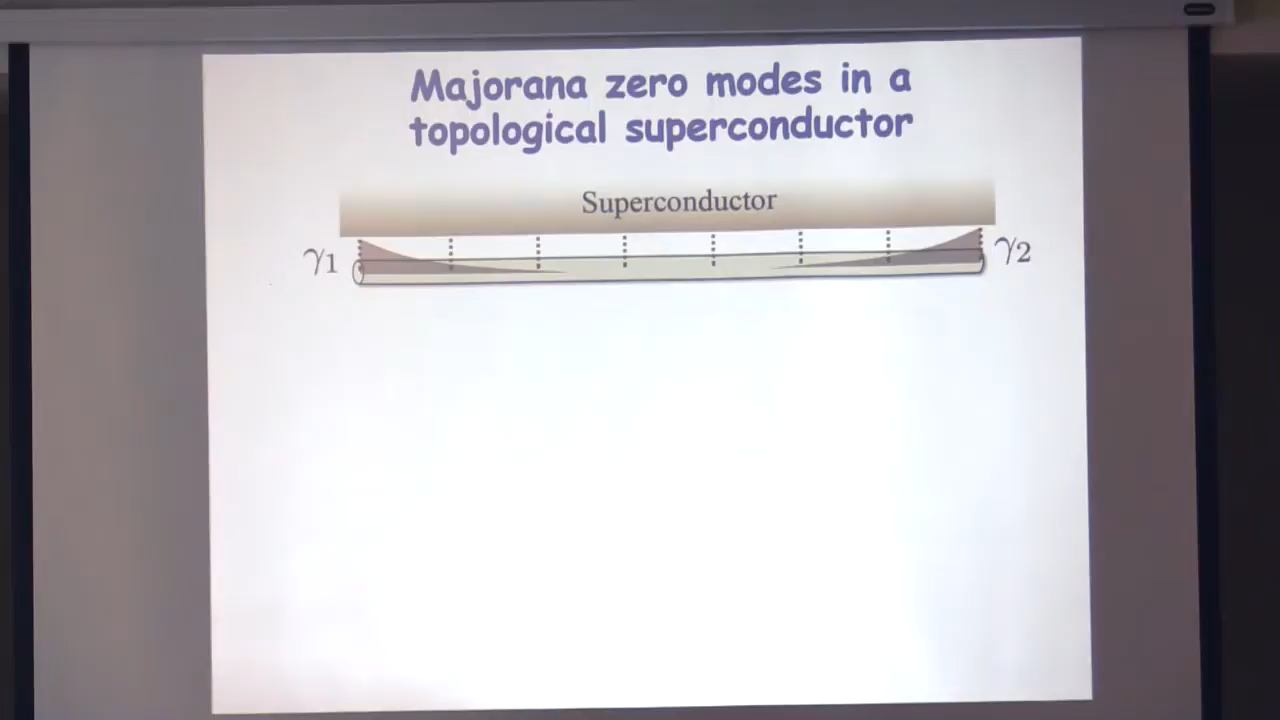 Majorana zero modes in a
topological superconductor
Superconductor
γ1
γ2